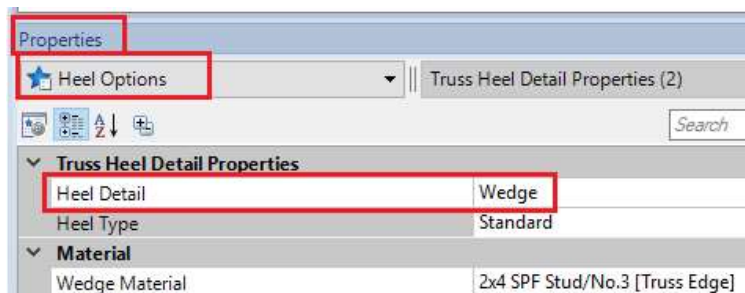 Properties
Heel Options Truss Heel Detail Properties (2)
Search
Truss Heel Detail Properties
Heel Detail Wedge
Heel Type Standard
Material
Wedge Material 2x4 SPF Stud/No.3 [Truss Edge]